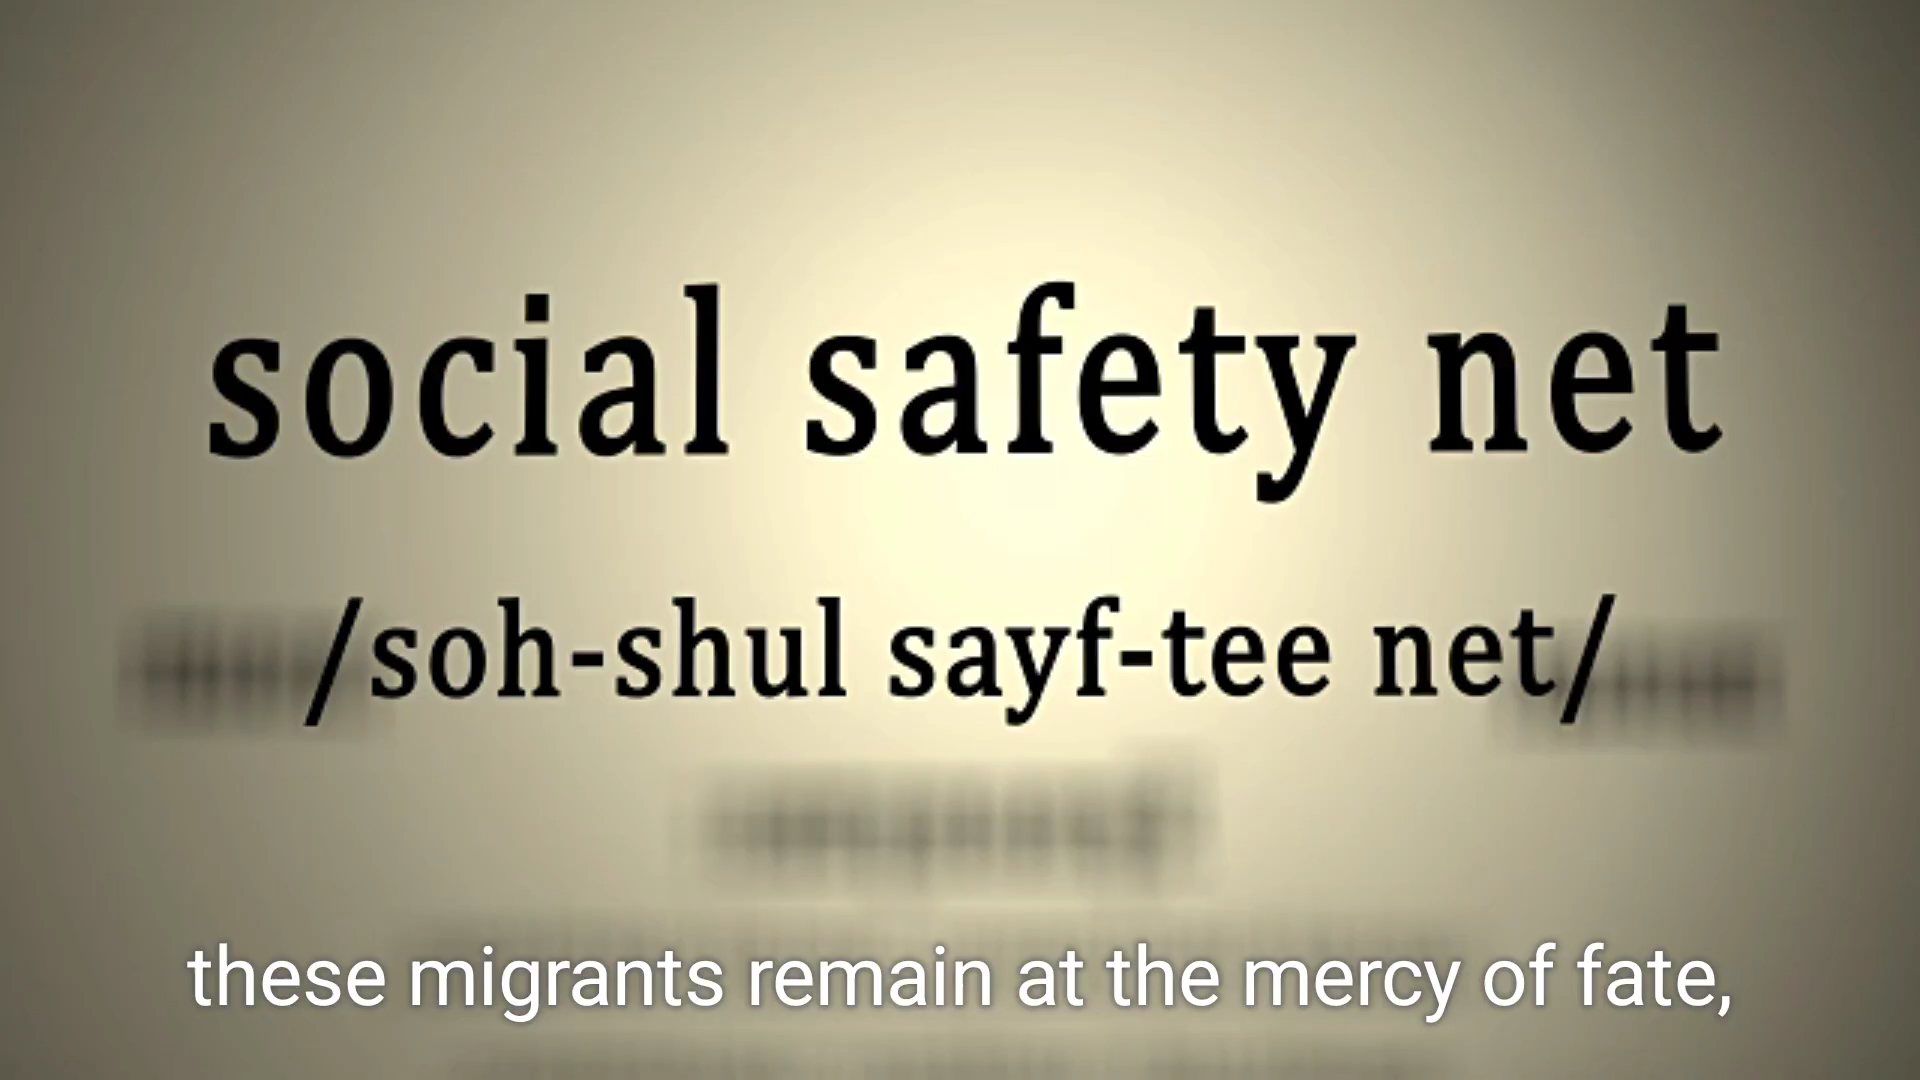 social safety net
/soh-shul sayf-tee net/
these migrants remain at the mercy of fate,